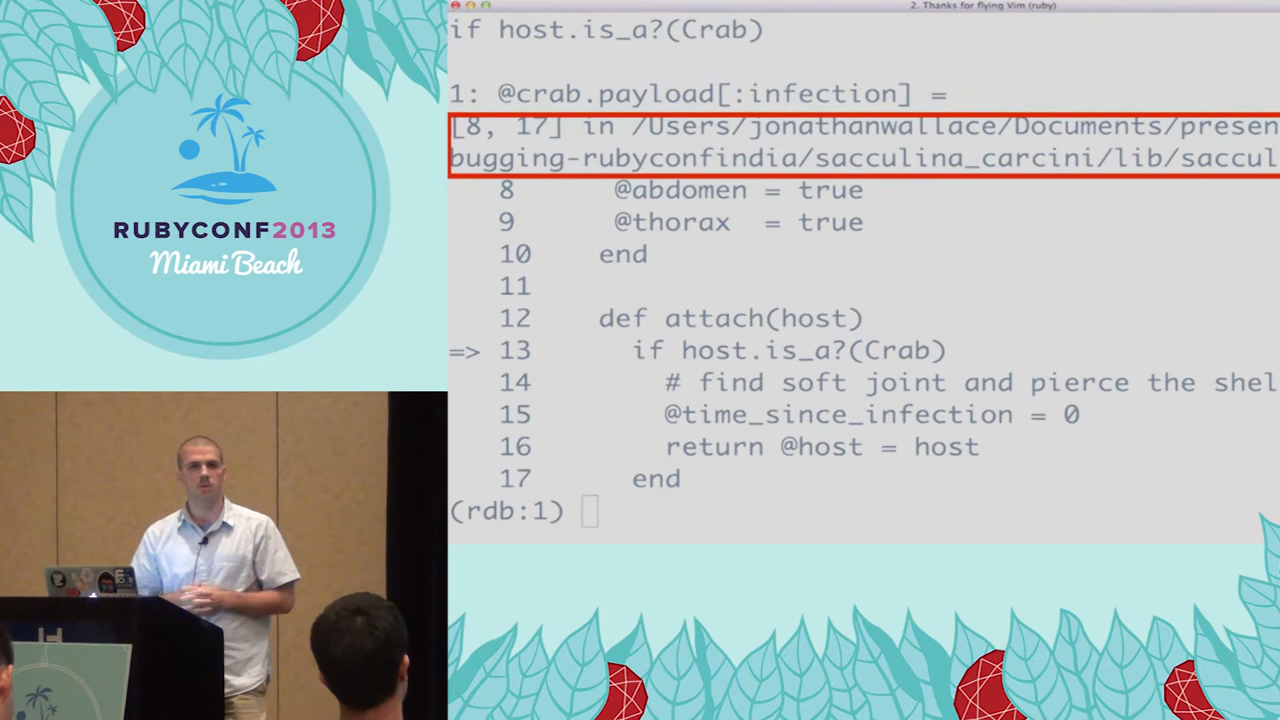 RUBYCONF2013
Miami Beach
2. Thanks for flying Vim (ruby)
if host.is_a?(Crab)
1: @crab.payload[:infection] =
[8, 17] in /Users/jonathanwallace/Documents/presen
bugging-rubyconfindia/sacculina_carcini/lib/saccul
8 @abdomen = true
9 @thorax = true
10 end
11
12 def attach(host)
=> 13 if host.is_a?(Crab)
14 # find soft joint and pierce the shel
15 @time_since_infection = 0
16 return @host = host
17 end
(rdb:1)